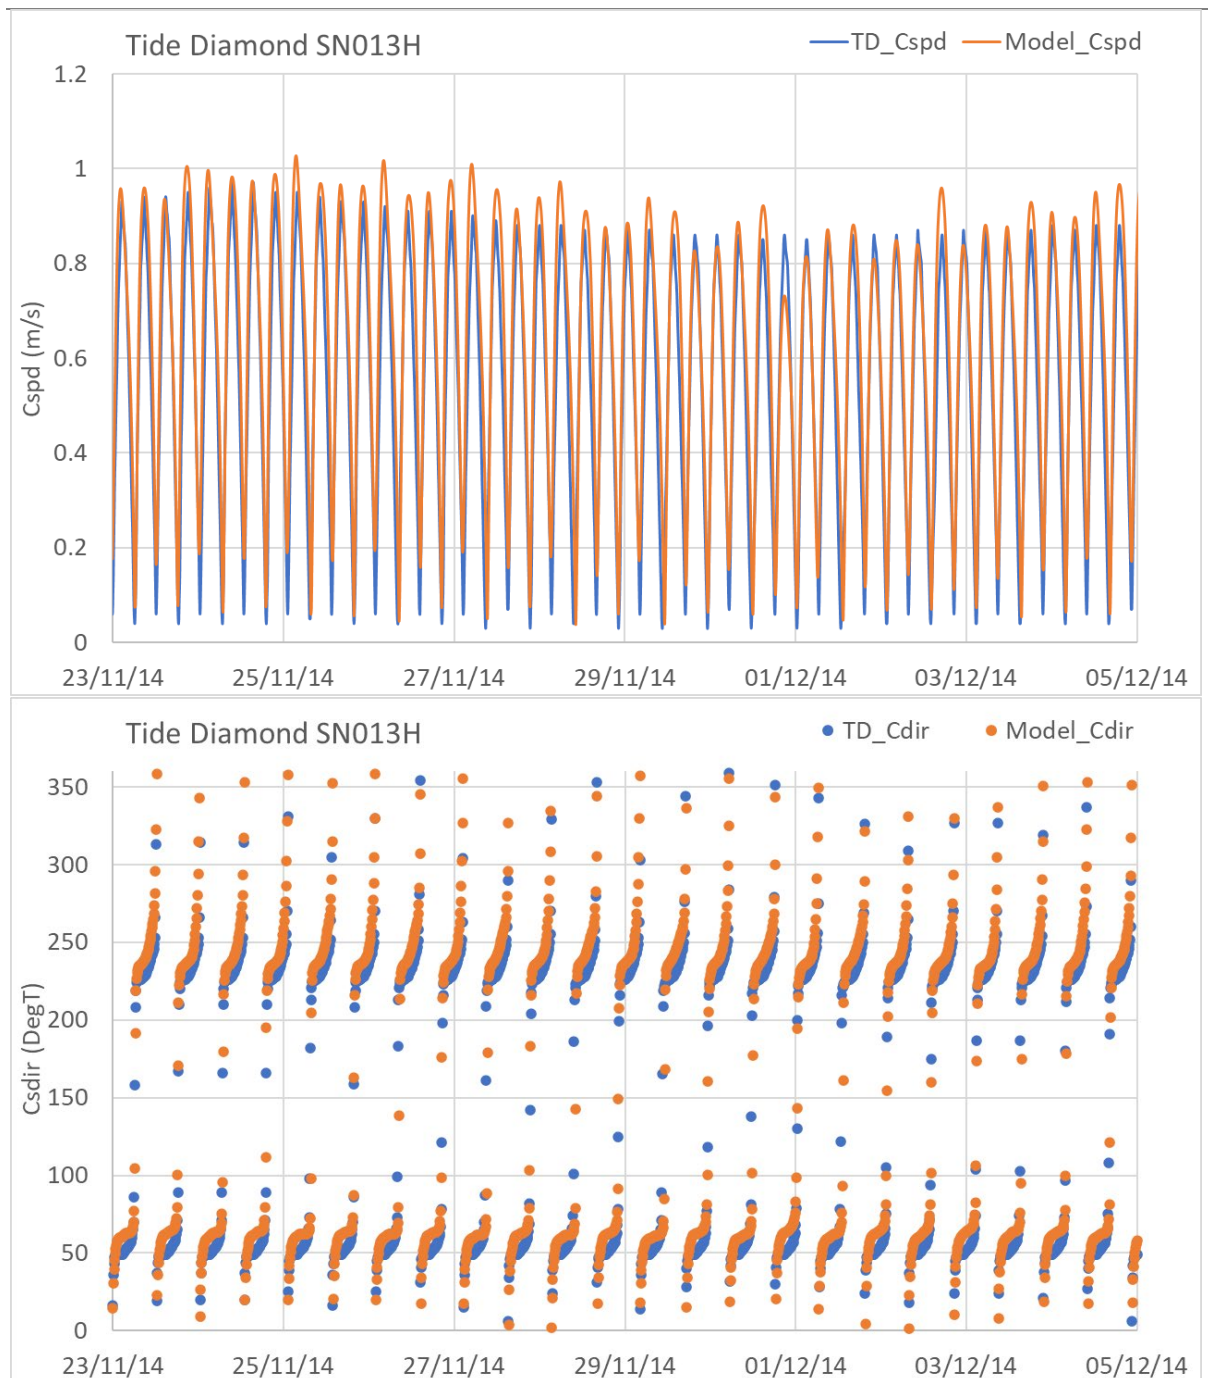 Tide Diamond SN013H
TD_Cspd Model_Cspd
1.2
1
0.8
0.6
0.4
0.2
0
Cspd (m/s)
23/11/14 25/11/14 27/11/14 29/11/14 01/12/14 03/12/14 05/12/14
Tide Diamond SN013H
TD_Cdir Model_Cdir
350
300
250
200
150
100
50
0
Csdir (DegT)
23/11/14 25/11/14 27/11/14 29/11/14 01/12/14 03/12/14 05/12/14